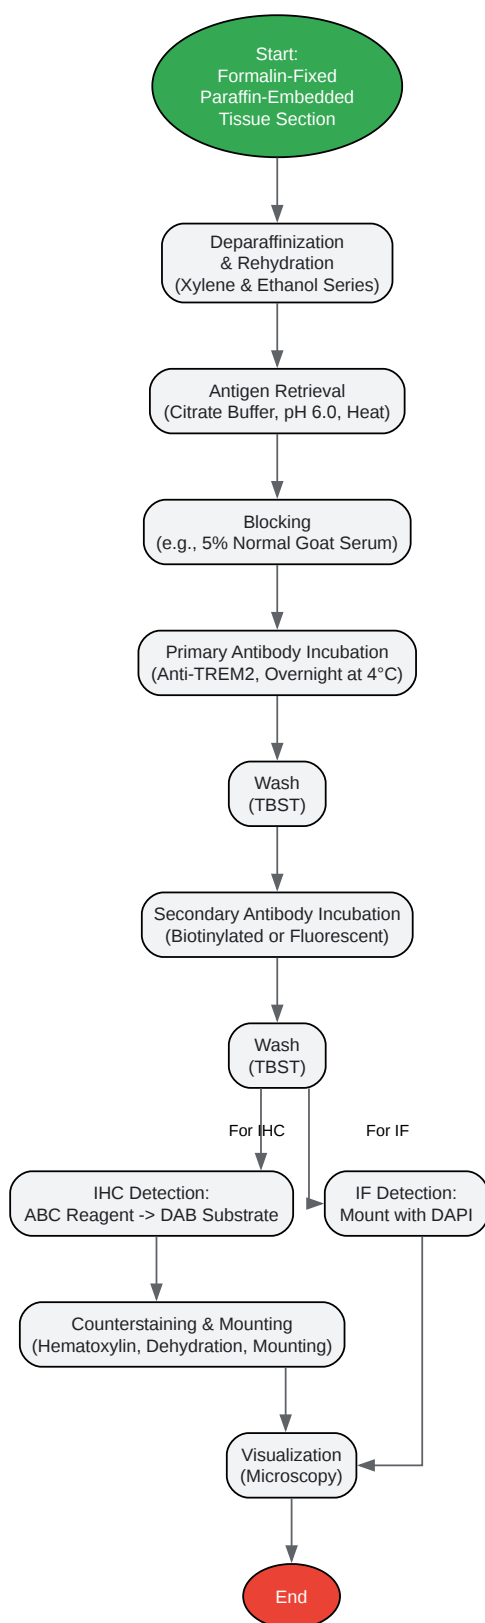 Start:
Formalin-Fixed
Paraffin-Embedded
Tissue Section
Deparaffinization
& Rehydration
(Xylene & Ethanol Series)
Antigen Retrieval
(Citrate Buffer, pH 6.0, Heat)
Blocking
(e.g., 5% Normal Goat Serum)
Primary Antibody Incubation
(Anti-TREM2, Overnight at 4°C)
Wash
(TBST)
Secondary Antibody Incubation
(Biotinylated or Fluorescent)
Wash
(TBST)
For IHC
For IF
IHC Detection:
ABC Reagent -> DAB Substrate
IF Detection:
Mount with DAPI
Counterstaining & Mounting
(Hematoxylin, Dehydration, Mounting)
Visualization
(Microscopy)
End